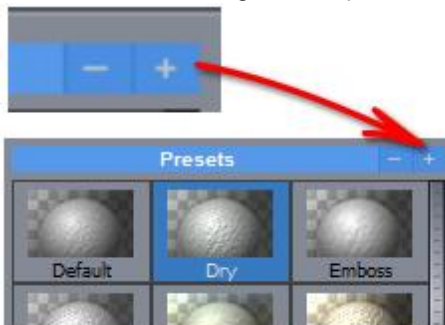 - +
Presets - +
Default Dry Emboss